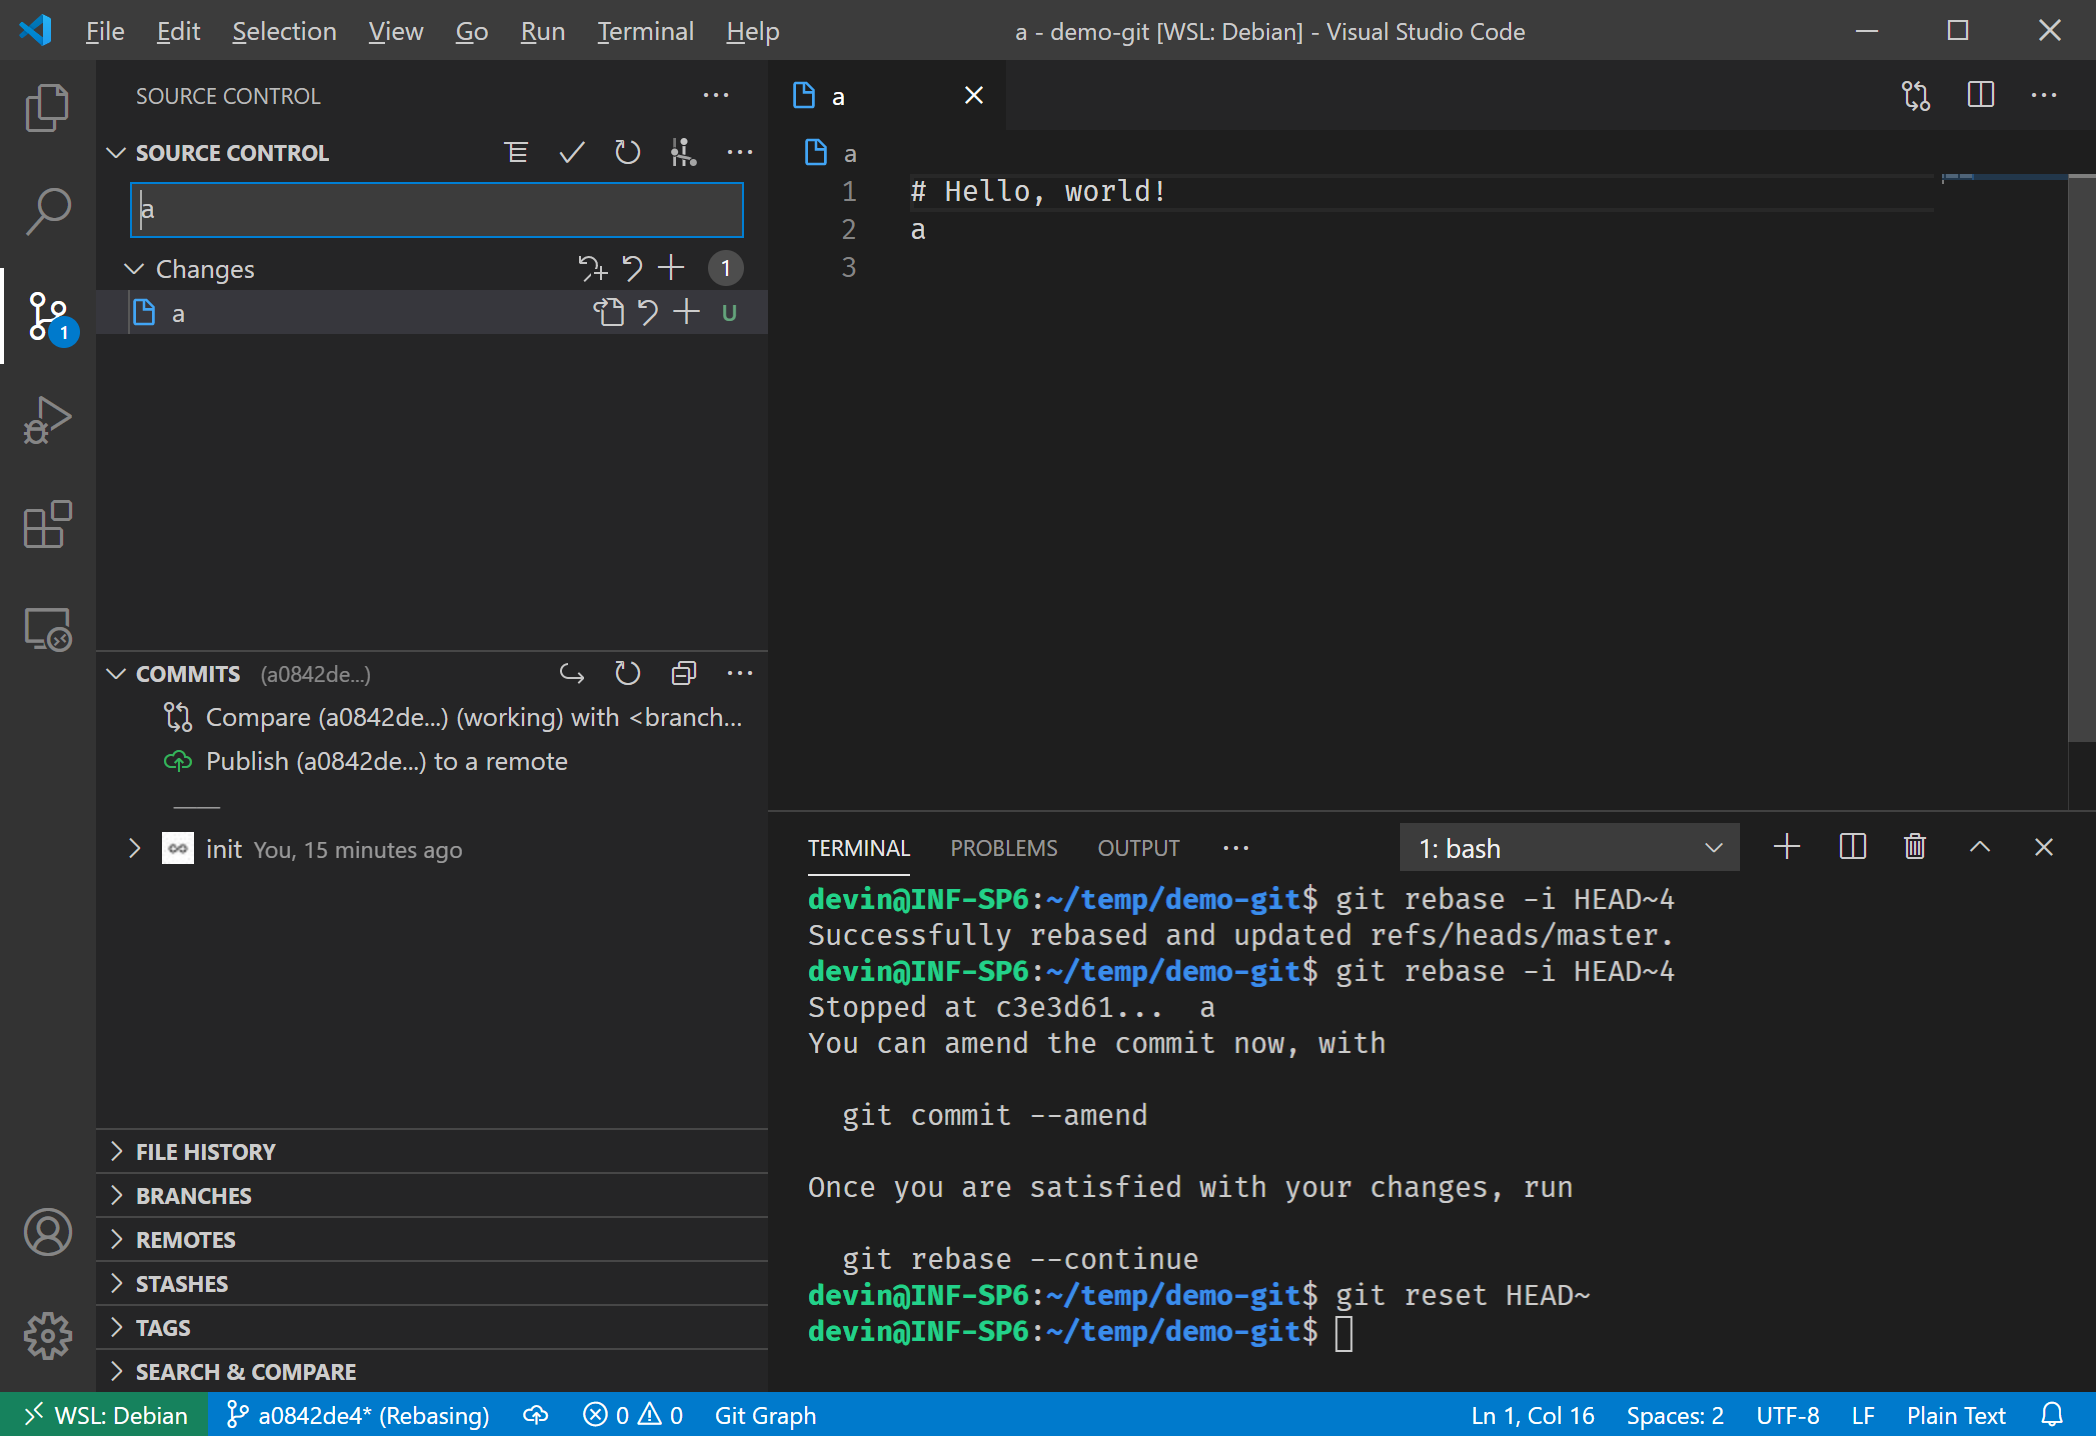 File Edit Selection View Go Run Terminal Help a - demo-git [WSL: Debian] - Visual Studio Code
SOURCE CONTROL
SOURCE CONTROL
a
Changes 1
a U
1
COMMITS (a0842de...)
Compare (a0842de...) (working) with <branch...
Publish (a0842de...) to a remote
init You, 15 minutes ago
FILE HISTORY
BRANCHES
REMOTES
STASHES
TAGS
SEARCH & COMPARE
a
a
1 # Hello, world!
2 a
3
TERMINAL PROBLEMS OUTPUT ... 1: bash
devin@INF-SP6:~/temp/demo-git$ git rebase -i HEAD~4
Successfully rebased and updated refs/heads/master.
devin@INF-SP6:~/temp/demo-git$ git rebase -i HEAD~4
Stopped at c3e3d61... a
You can amend the commit now, with
git commit --amend
Once you are satisfied with your changes, run
git rebase --continue
devin@INF-SP6:~/temp/demo-git$ git reset HEAD~
devin@INF-SP6:~/temp/demo-git$
WSL: Debian a0842de4* (Rebasing) 0 0 Git Graph Ln 1, Col 16 Spaces: 2 UTF-8 LF Plain Text